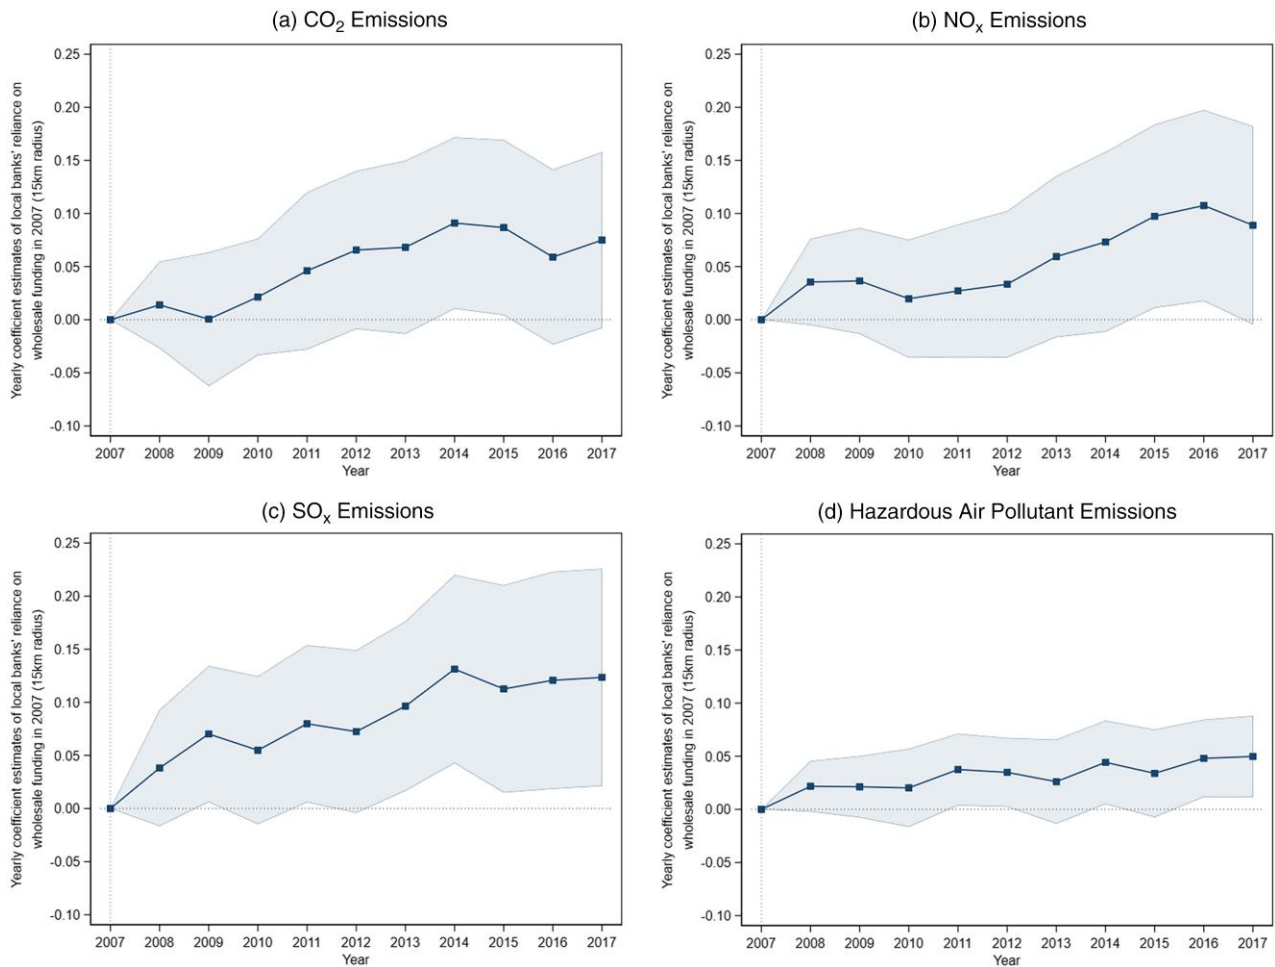 (a) CO2 Emissions
Yearly coefficient estimates of local banks' reliance on
wholesale funding in 2007 (15km radius)
0.25
0.20
0.15
0.10
0.05
0.00
-0.05
-0.10
2007 2008 2009 2010 2011 2012 2013 2014 2015 2016 2017
Year
(b) NOx Emissions
Yearly coefficient estimates of local banks' reliance on
wholesale funding in 2007 (15km radius)
0.25
0.20
0.15
0.10
0.05
0.00
-0.05
-0.10
2007 2008 2009 2010 2011 2012 2013 2014 2015 2016 2017
Year
(c) SOx Emissions
Yearly coefficient estimates of local banks' reliance on
wholesale funding in 2007 (15km radius)
0.25
0.20
0.15
0.10
0.05
0.00
-0.05
-0.10
2007 2008 2009 2010 2011 2012 2013 2014 2015 2016 2017
Year
(d) Hazardous Air Pollutant Emissions
Yearly coefficient estimates of local banks' reliance on
wholesale funding in 2007 (15km radius)
0.25
0.20
0.15
0.10
0.05
0.00
-0.05
-0.10
2007 2008 2009 2010 2011 2012 2013 2014 2015 2016 2017
Year